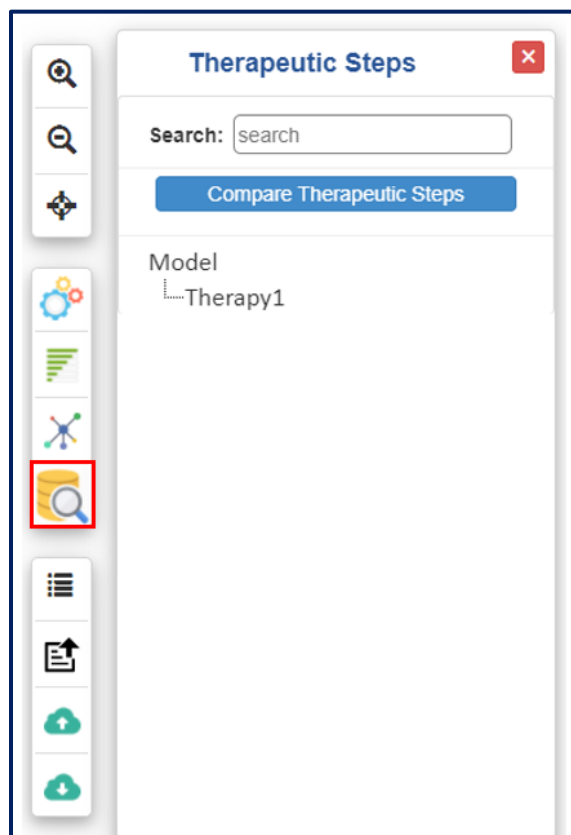 Therapeutic Steps
Search: search
Compare Therapeutic Steps
Model
Therapy1